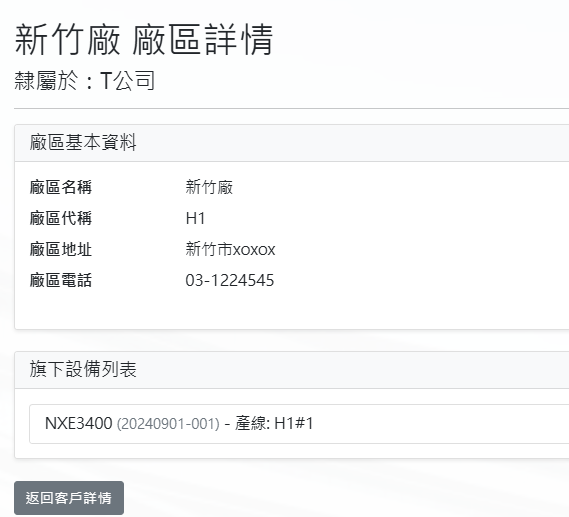 新竹廠 廠區詳情
隸屬於：T公司
廠區基本資料
廠區名稱 新竹廠
廠區代稱 H1
廠區地址 新竹市xoxox
廠區電話 03-1224545
旗下設備列表
NXE3400 (20240901-001) - 產線: H1#1
返回客戶詳情